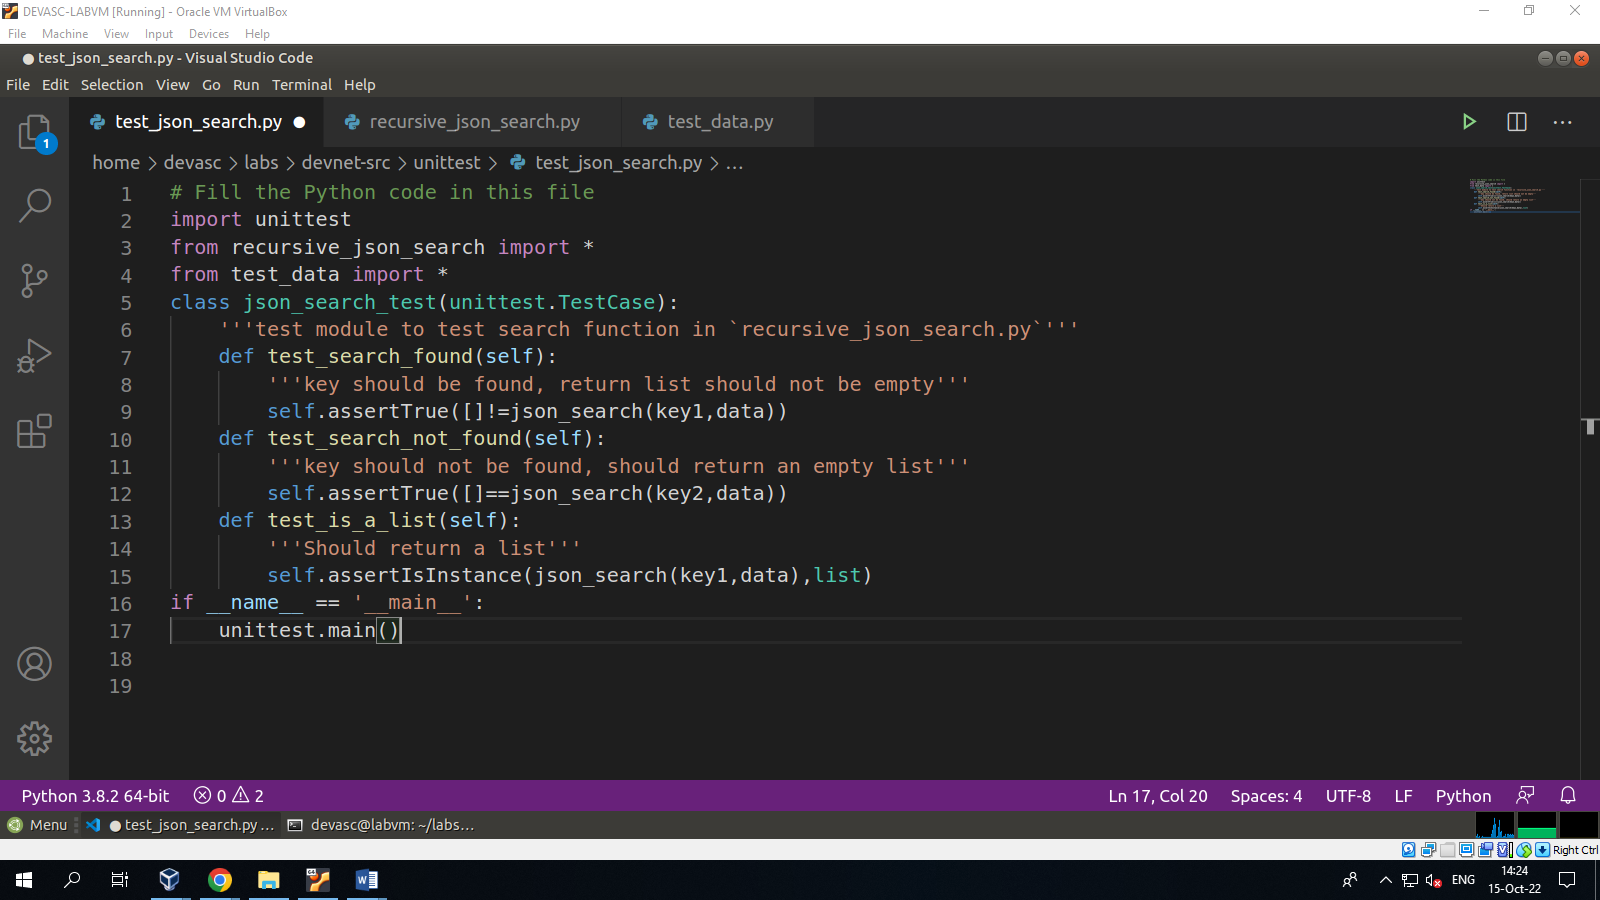 DEVASC-LABVM [Running] - Oracle VM VirtualBox
File Machine View Input Devices Help
● test_json_search.py - Visual Studio Code
File Edit Selection View Go Run Terminal Help
test_json_search.py ● recursive_json_search.py test_data.py ...
1
home > devasc > labs > devnet-src > unittest > test_json_search.py > ...
1 # Fill the Python code in this file
2 import unittest
3 from recursive_json_search import *
4 from test_data import *
5 class json_search_test(unittest.TestCase):
6     '''test module to test search function in `recursive_json_search.py`'''
7     def test_search_found(self):
8         '''key should be found, return list should not be empty'''
9         self.assertTrue([]!=json_search(key1,data))
10     def test_search_not_found(self):
11         '''key should not be found, should return an empty list'''
12         self.assertTrue([]==json_search(key2,data))
13     def test_is_a_list(self):
14         '''Should return a list'''
15         self.assertIsInstance(json_search(key1,data),list)
16 if __name__ == '__main__':
17     unittest.main()
18
19
Python 3.8.2 64-bit 0 2 Ln 17, Col 20 Spaces: 4 UTF-8 LF Python
Menu ● test_json_search.py ... devasc@labvm: ~/labs...
Right Ctrl
ENG 14:24
15-Oct-22